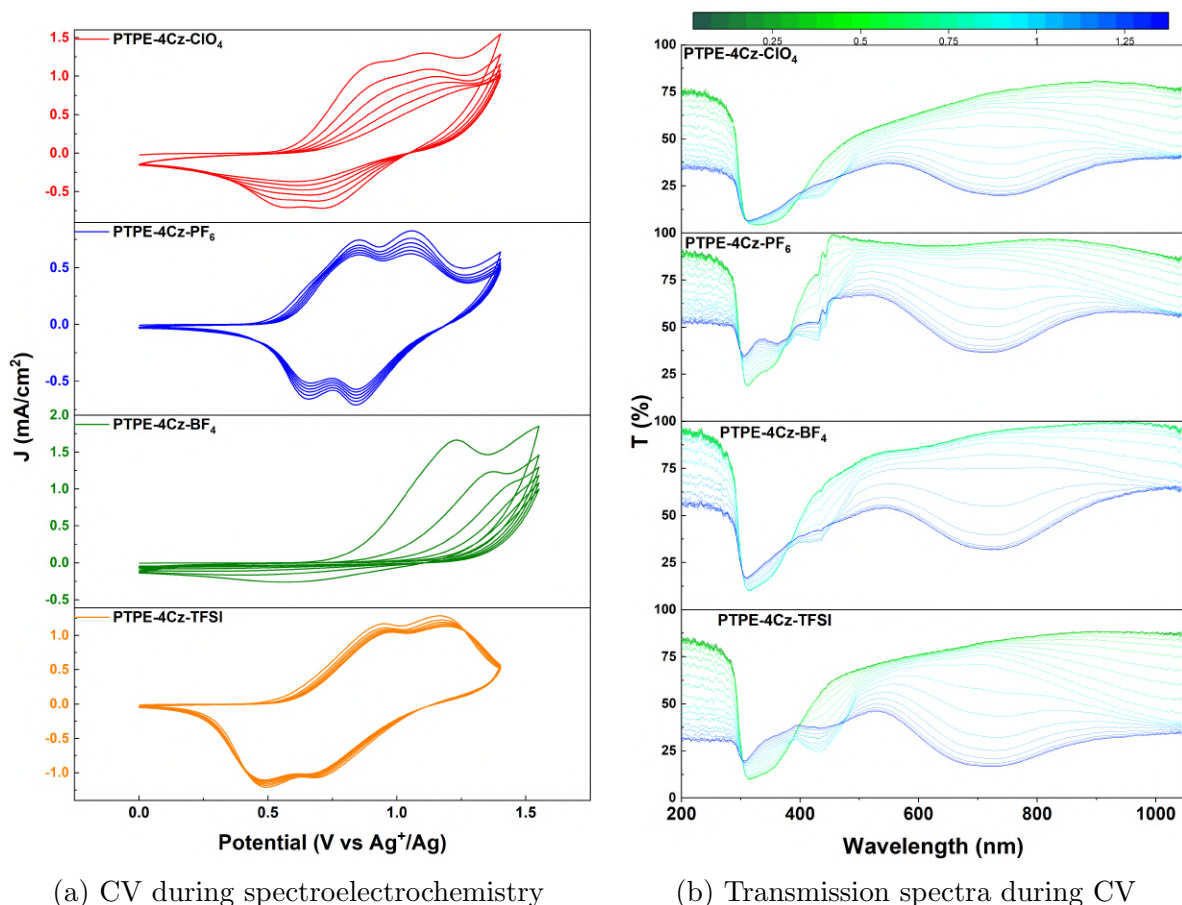 PTPE-4Cz-ClO₄
1.5
1.0
0.5
0.0
-0.5
PTPE-4Cz-PF₆
0.5
0.0
-0.5
PTPE-4Cz-BF₄
2.0
1.5
1.0
0.5
0.0
-0.5
PTPE-4Cz-TFSI
1.0
0.5
0.0
-0.5
-1.0
0.0 0.5 1.0 1.5
J (mA/cm²)
Potential (V vs Ag⁺/Ag)
(a) CV during spectroelectrochemistry
0.25 0.5 0.75 1 1.25
PTPE-4Cz-ClO₄
100
75
50
25
PTPE-4Cz-PF₆
100
75
50
25
PTPE-4Cz-BF₄
100
75
50
25
PTPE-4Cz-TFSI
100
75
50
25
0
200 400 600 800 1000
T (%)
Wavelength (nm)
(b) Transmission spectra during CV